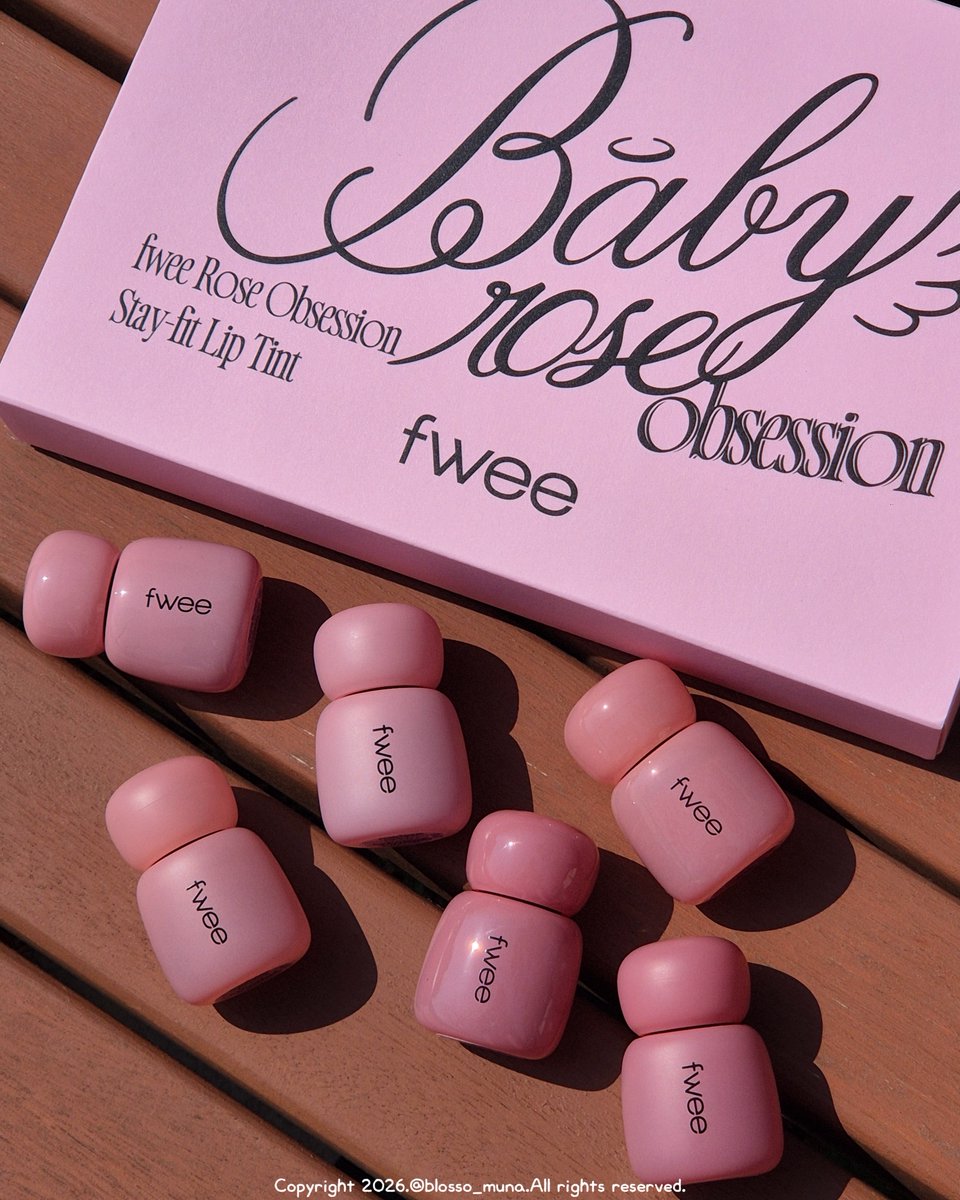 Baby's
rose
obsession
fwee Rose Obsession
Stay-fit Lip Tint
fwee
fwee
fwee
fwee
fwee
fwee
fwee
Copyright 2026.@blosso_muna.All rights reserved.